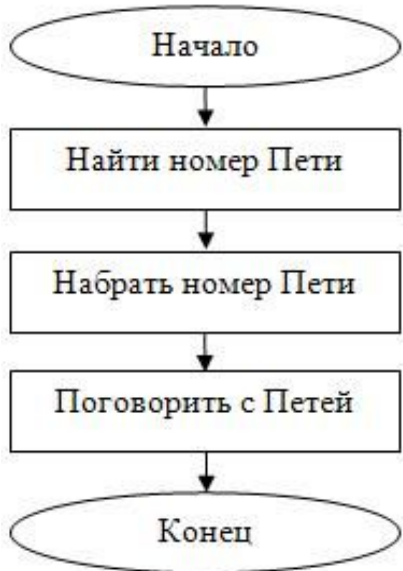 Начало
Найти номер Пети
Набрать номер Пети
Поговорить с Петей
Конец